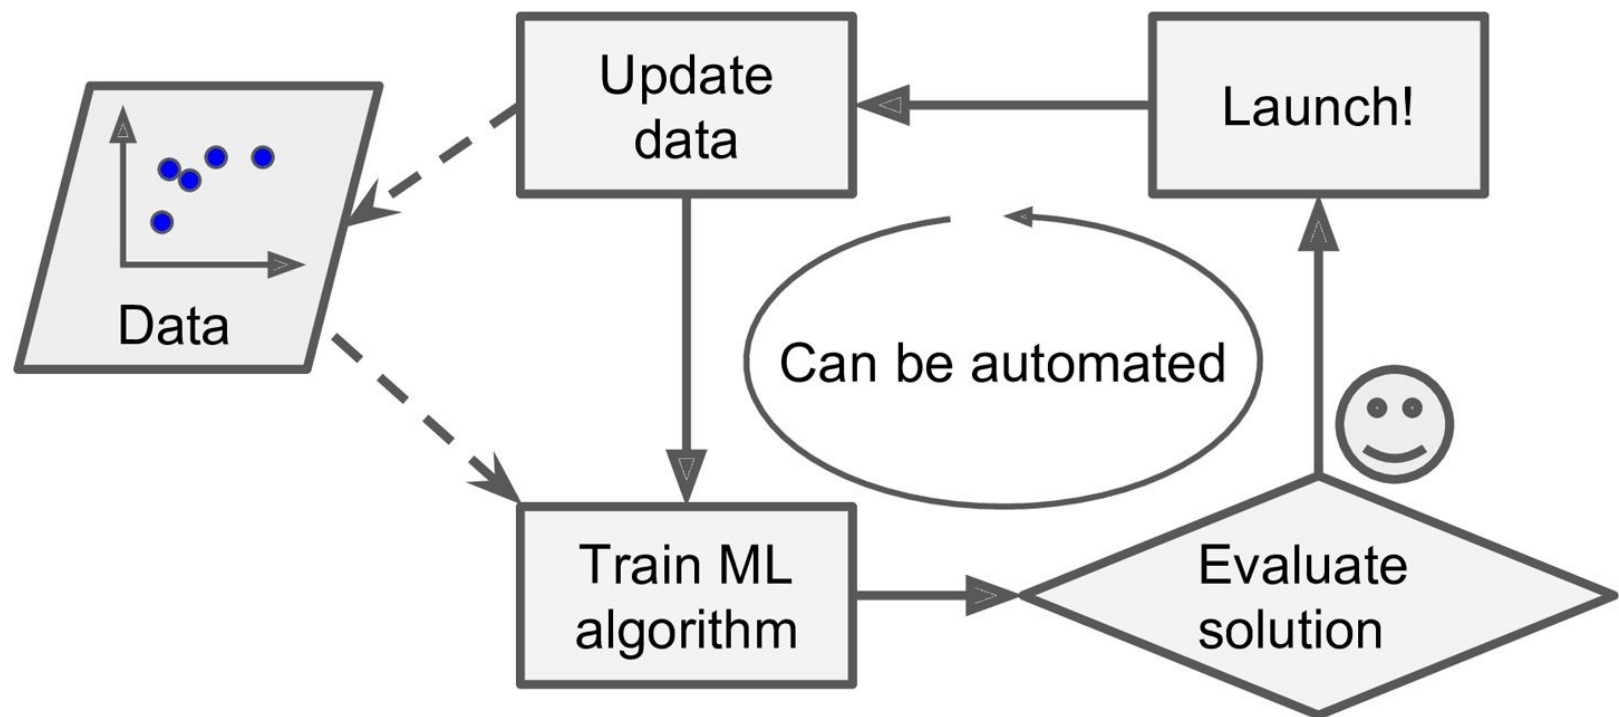 Update
data
Launch!
Data
Can be automated
Train ML
algorithm
Evaluate
solution